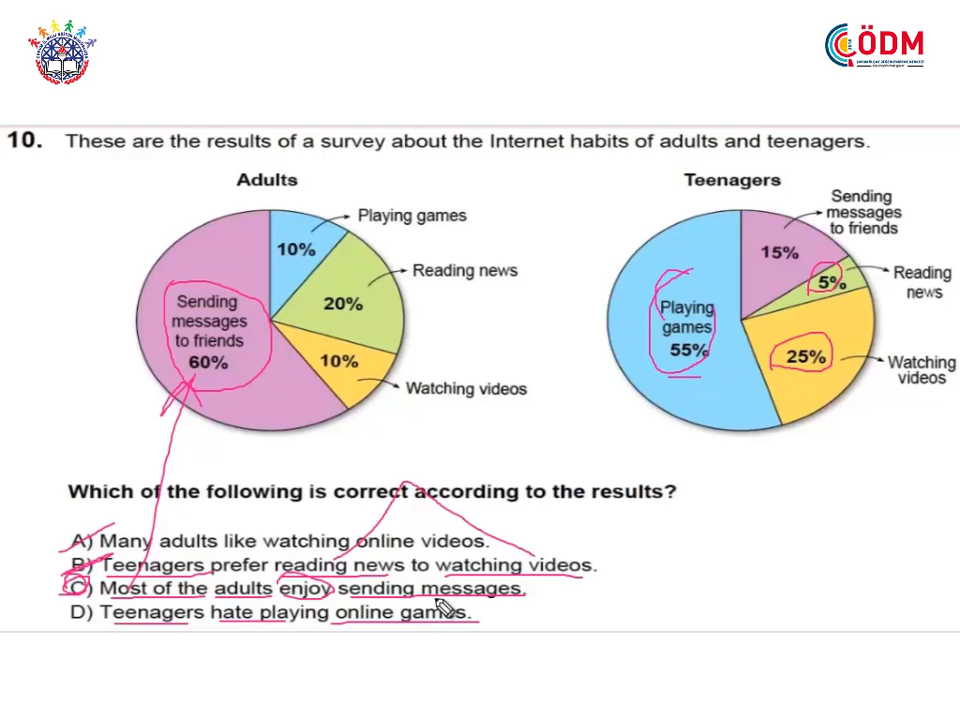 ÖDM
10. These are the results of a survey about the Internet habits of adults and teenagers.
Adults
Playing games
10%
Reading news
20%
Sending
messages
to friends
60%
10%
Watching videos
Teenagers
Sending
messages
to friends
15%
Reading
news
5%
Playing
games
55%
25%
Watching
videos
Which of the following is correct according to the results?
A) Many adults like watching online videos.
B) Teenagers prefer reading news to watching videos.
C) Most of the adults enjoy sending messages.
D) Teenagers hate playing online games.